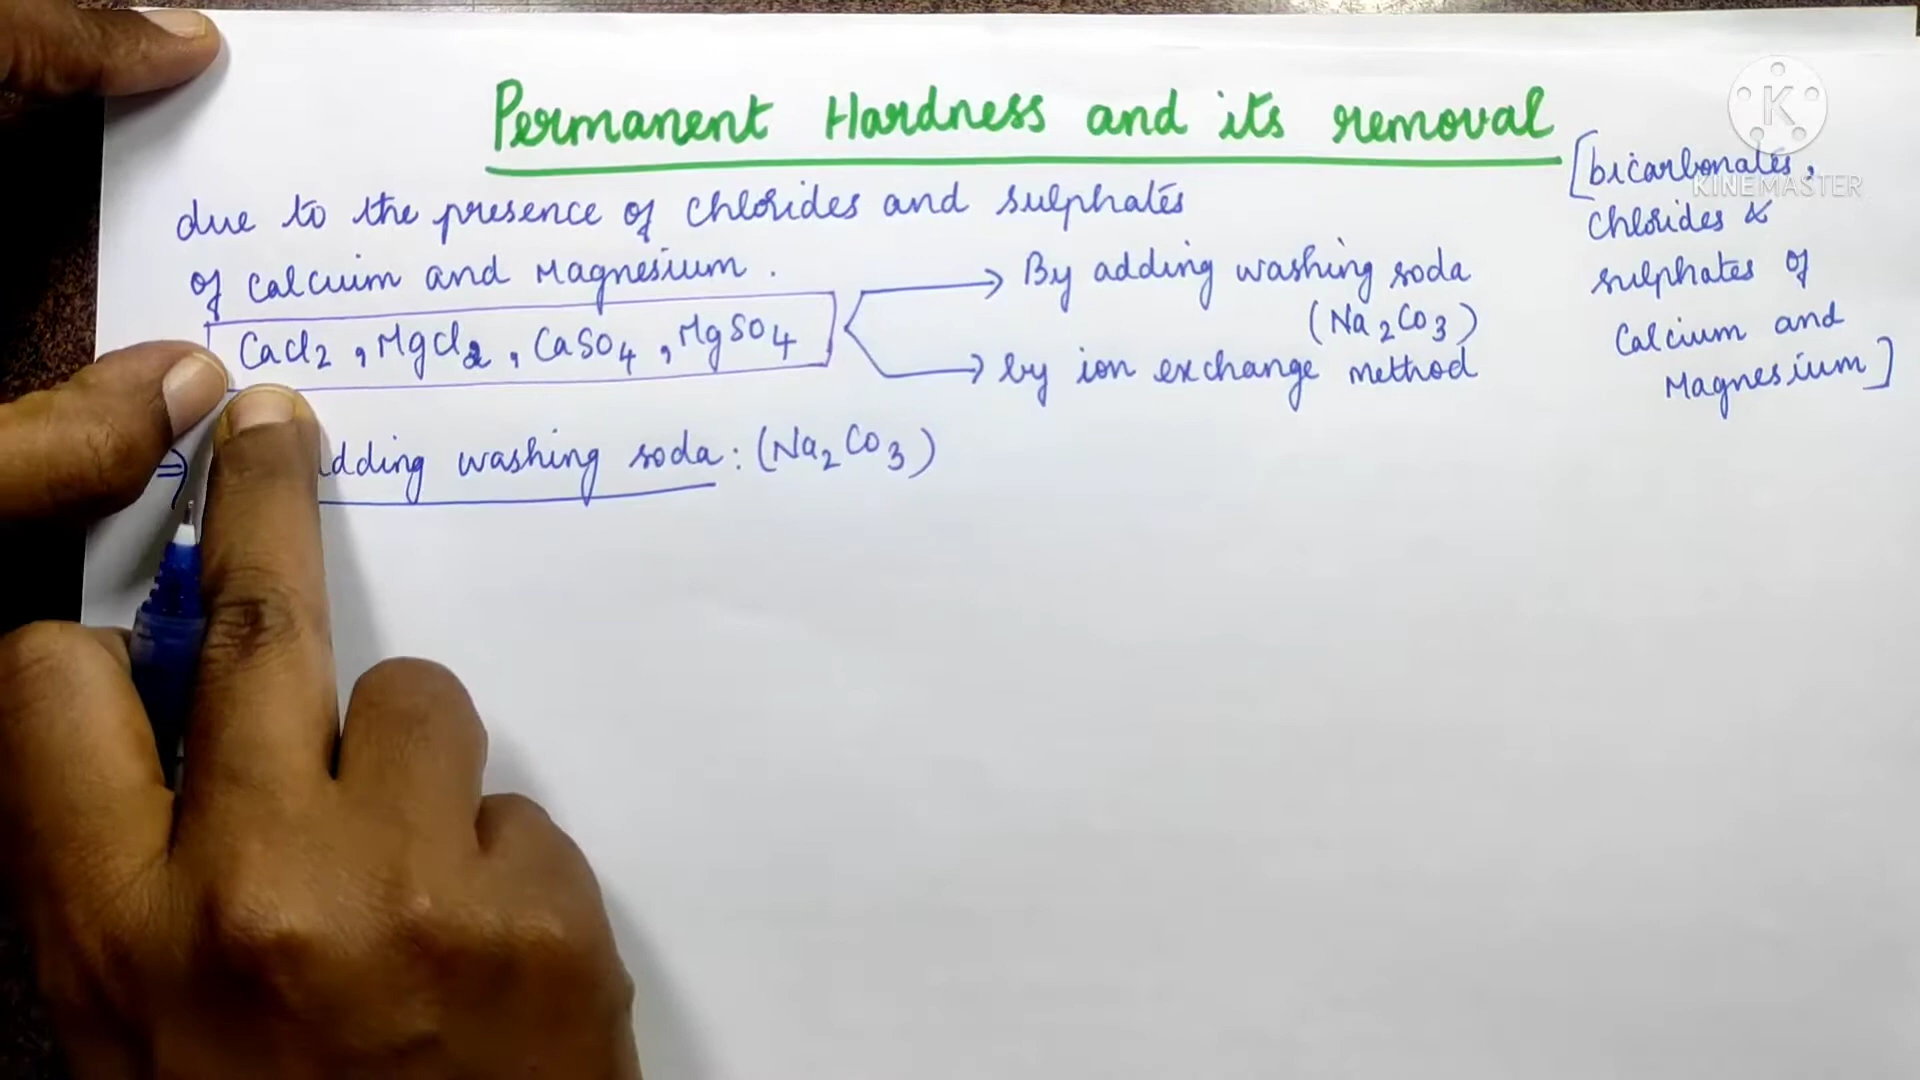 Permanent Hardness and its removal
due to the presence of chlorides and sulphates
of calcuim and Magnesium .
CaCl2 , MgCl2 , CaSO4 , MgSO4
By adding washing soda
(Na2Co3)
by ion exchange method
[bicarbonates ,
chlorides &
sulphates of
Calcium and
Magnesium]
⇒ adding washing soda : (Na2Co3)
K
KINEMASTER